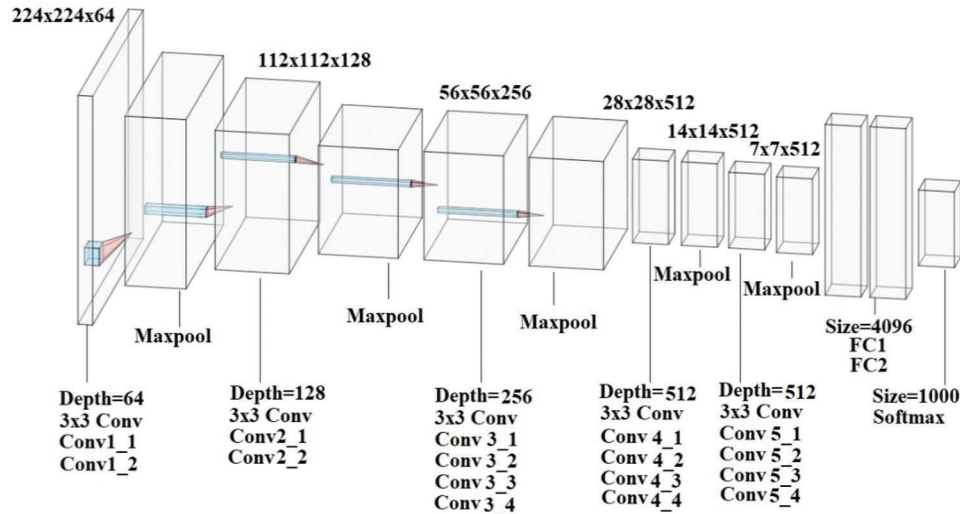 224x224x64
112x112x128
56x56x256
28x28x512
14x14x512
7x7x512
Maxpool
Maxpool
Maxpool
Maxpool
Maxpool
Depth=64
3x3 Conv
Conv1_1
Conv1_2
Depth=128
3x3 Conv
Conv2_1
Conv2_2
Depth=256
3x3 Conv
Conv 3_1
Conv 3_2
Conv 3_3
Conv 3_4
Depth=512
3x3 Conv
Conv 4_1
Conv 4_2
Conv 4_3
Conv 4_4
Depth=512
3x3 Conv
Conv 5_1
Conv 5_2
Conv 5_3
Conv 5_4
Size=4096
FC1
FC2
Size=1000
Softmax